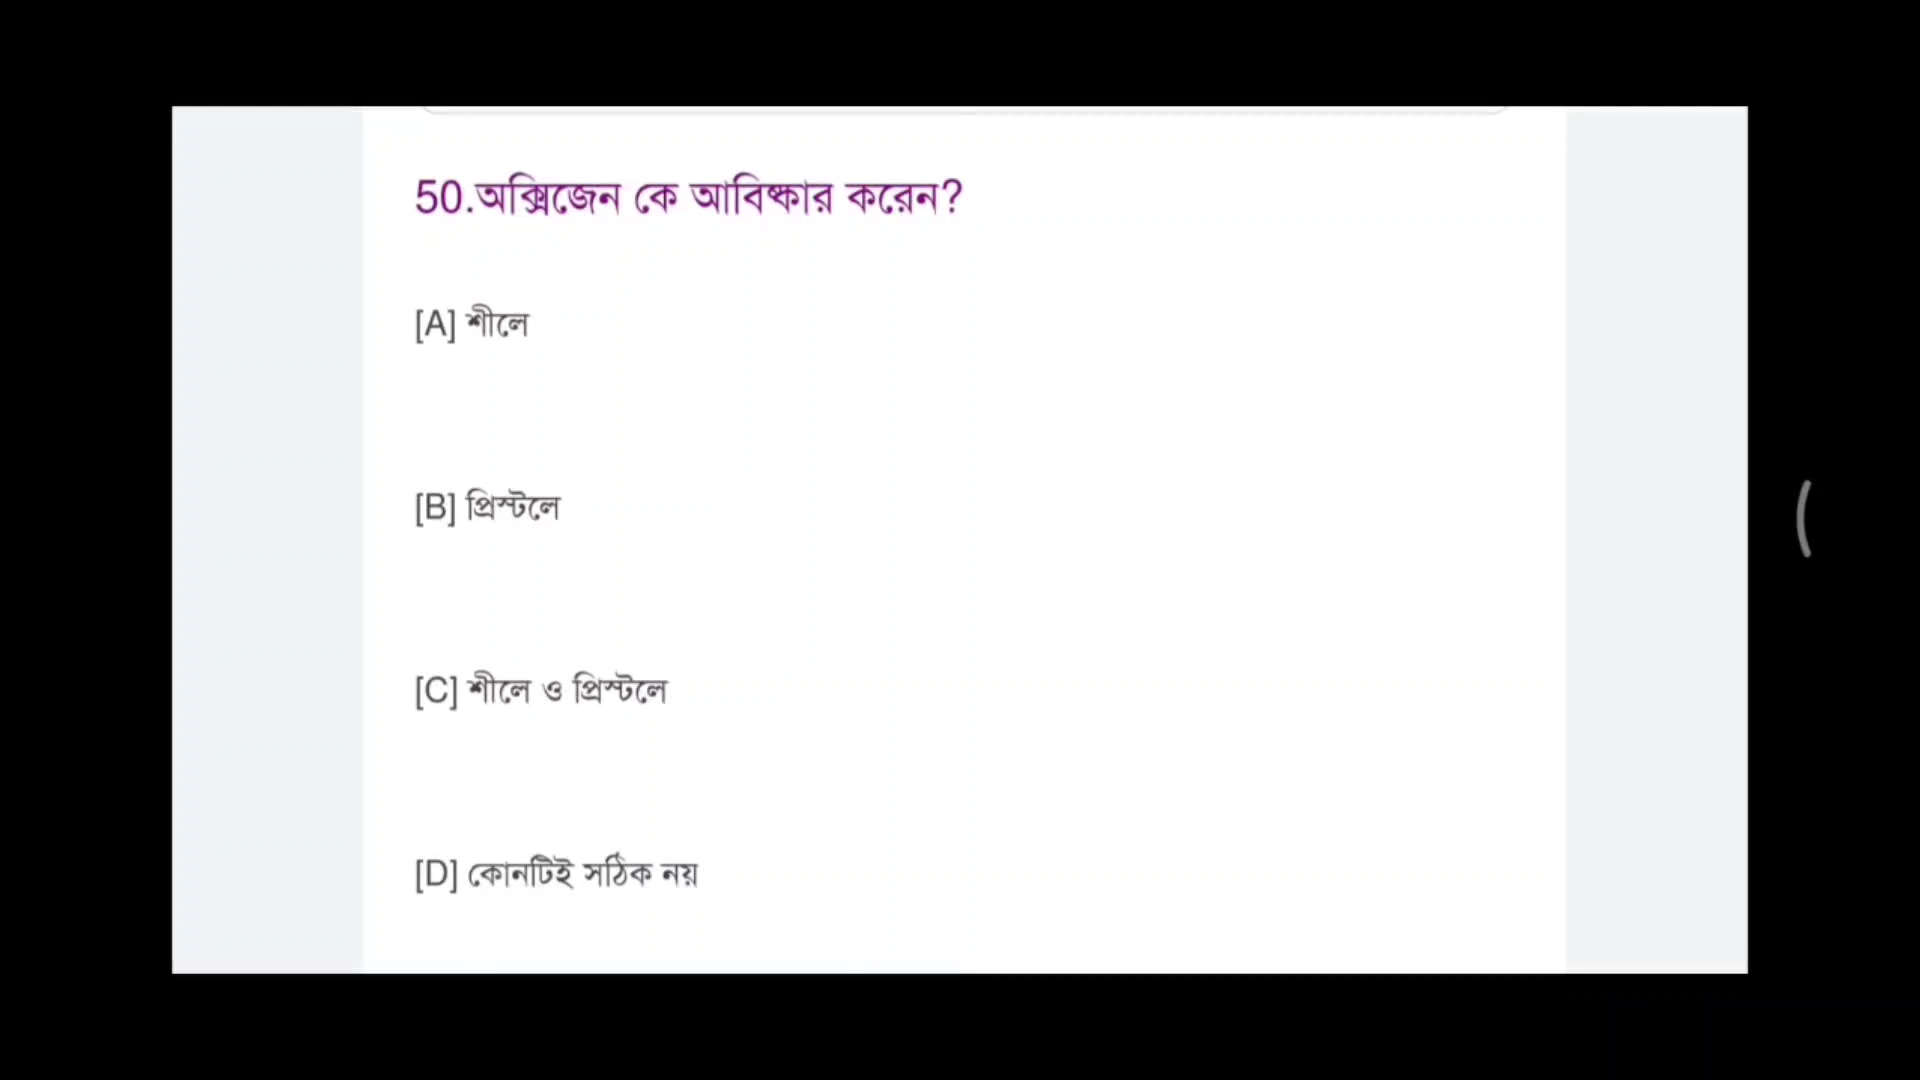 50.অক্সিজেন কে আবিষ্কার করেন?
[A] শীলে
[B] প্রিস্টলে
[C] শীলে ও প্রিস্টলে
[D] কোনটিই সঠিক নয়